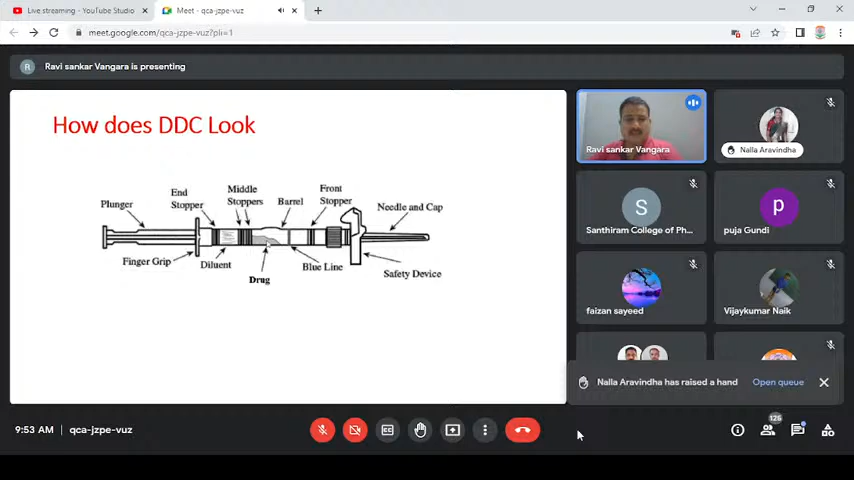 Live streaming - YouTube Studio
Meet - qca-jzpe-vuz
meet.google.com/qca-jzpe-vuz?pli=1
R
Ravi sankar Vangara is presenting
How does DDC Look
Plunger
End
Stopper
Middle
Stoppers
Barrel
Front
Stopper
Needle and Cap
Finger Grip
Diluent
Drug
Blue Line
Safety Device
Ravi sankar Vangara
Nalla Aravindha
S
Santhiram College of Ph...
p
puja Gundi
faizan sayeed
Vijaykumar Naik
Nalla Aravindha has raised a hand
Open queue
9:53 AM
qca-jzpe-vuz
126